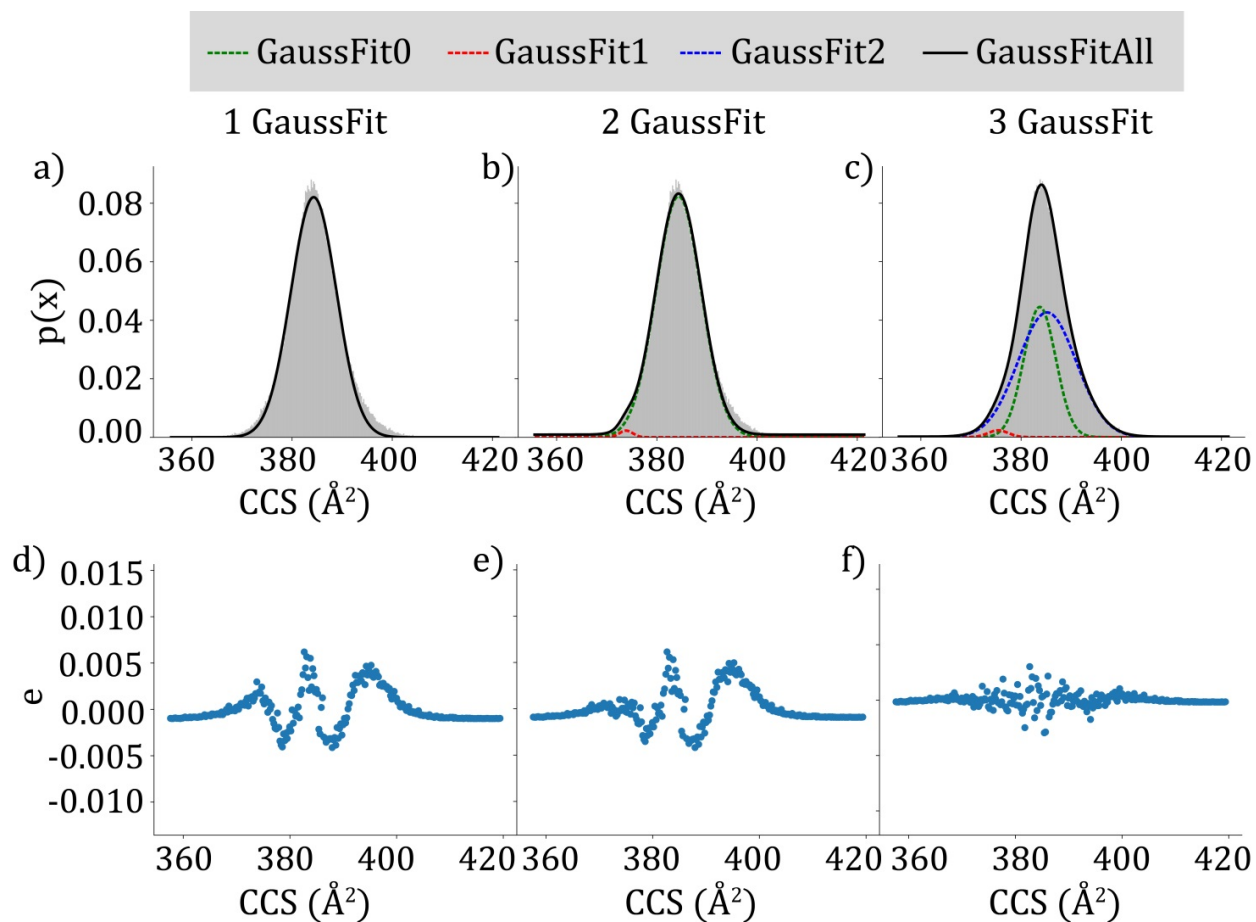 GaussFit0 GaussFit1 GaussFit2 GaussFitAll
1 GaussFit 2 GaussFit 3 GaussFit
a) b) c)
0.08
0.06
0.04
0.02
0.00
p(x)
360 380 400 420 360 380 400 420 360 380 400 420
CCS (Å²) CCS (Å²) CCS (Å²)
d) e) f)
0.015
0.010
0.005
0.000
-0.005
-0.010
e
360 380 400 420 360 380 400 420 360 380 400 420
CCS (Å²) CCS (Å²) CCS (Å²)